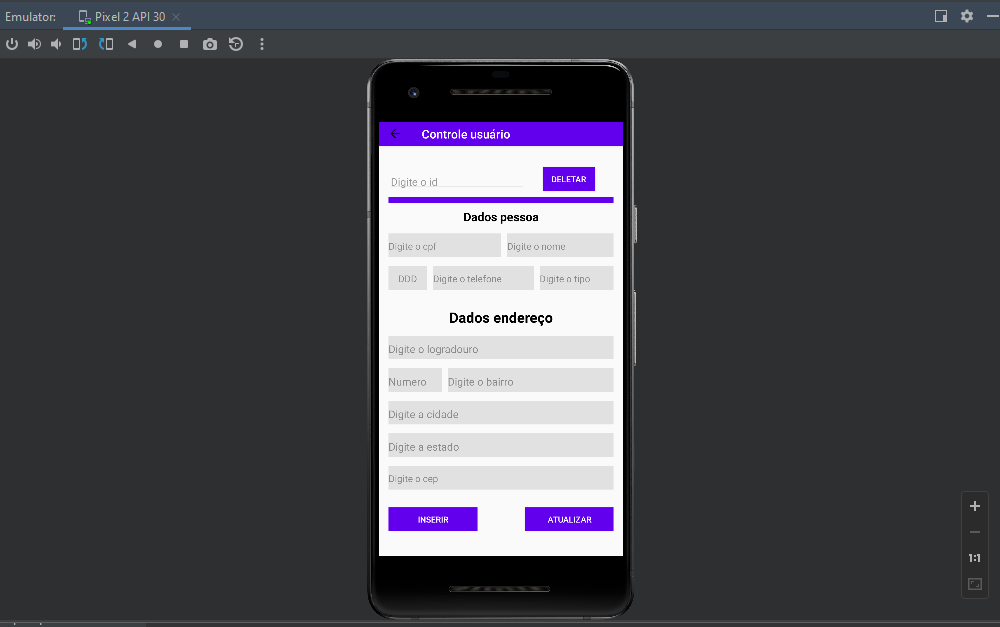 Emulator: Pixel 2 API 30
Controle usuário
Digite o id DELETAR
Dados pessoa
Digite o cpf Digite o nome
DDD Digite o telefone Digite o tipo
Dados endereço
Digite o logradouro
Numero Digite o bairro
Digite a cidade
Digite a estado
Digite o cep
INSERIR ATUALIZAR
1:1